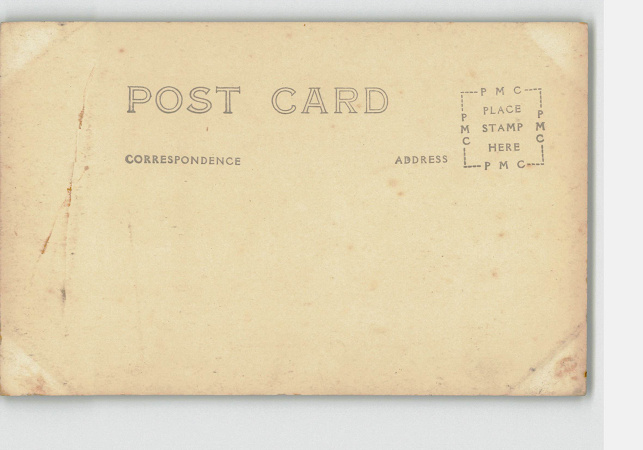 POST CARD
CORRESPONDENCE
ADDRESS
P M C
PLACE
STAMP
HERE
P M C
P M C
P M C